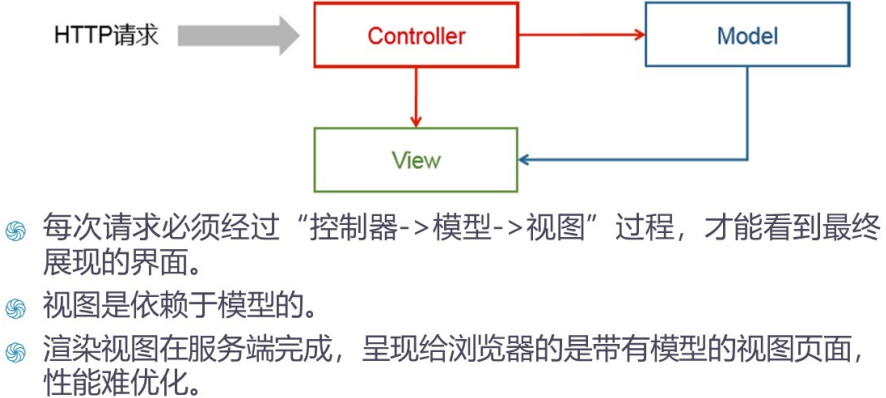 HTTP请求
Controller
Model
View
每次请求必须经过“控制器->模型->视图”过程，才能看到最终
展现的界面。
视图是依赖于模型的。
渲染视图在服务端完成，呈现给浏览器的是带有模型的视图页面，
性能难优化。